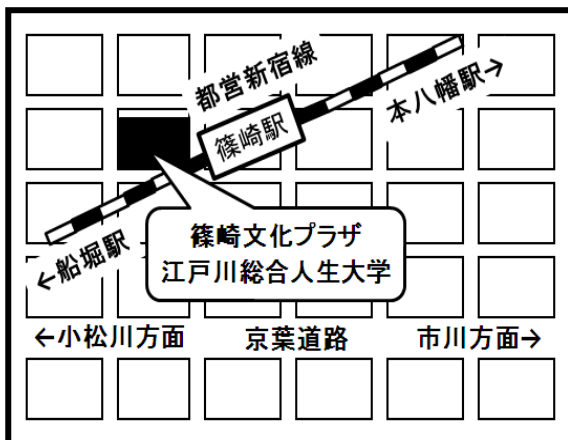 都営新宿線
本八幡駅→
篠崎駅
←船堀駅
篠崎文化プラザ
江戸川総合人生大学
←小松川方面
京葉道路
市川方面→